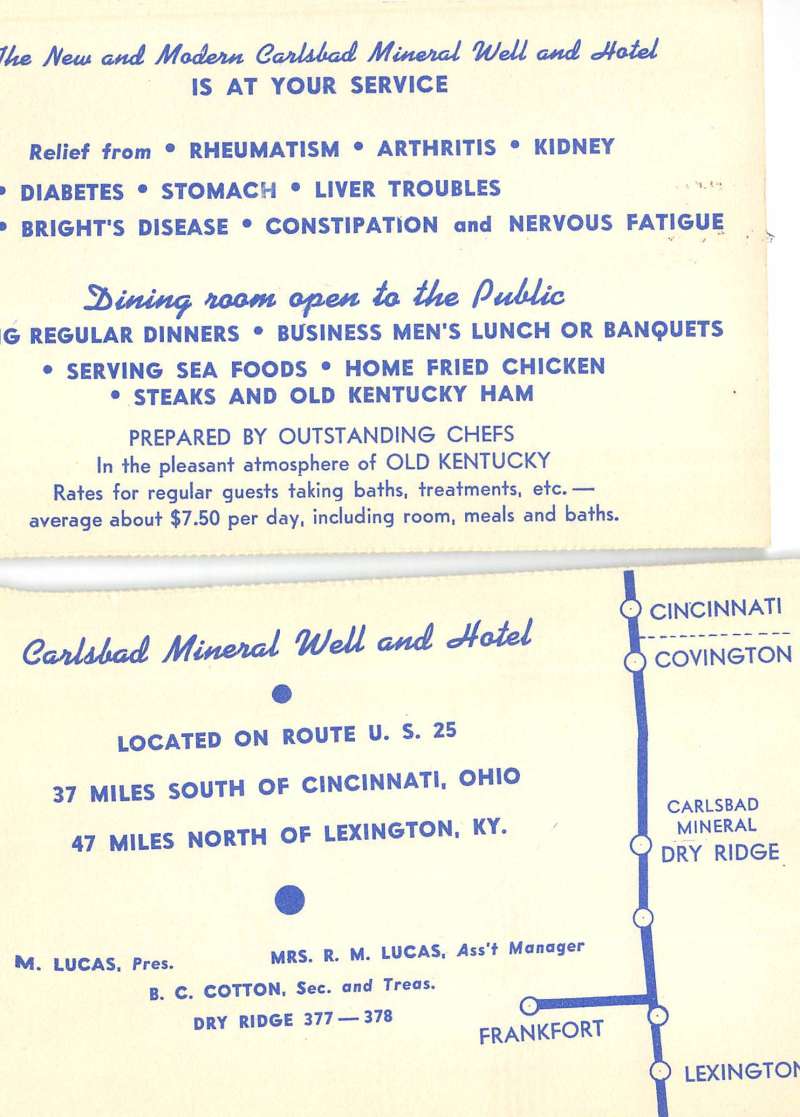 The New and Modern Carlsbad Mineral Well and Hotel
IS AT YOUR SERVICE
Relief from • RHEUMATISM • ARTHRITIS • KIDNEY
• DIABETES • STOMACH • LIVER TROUBLES
• BRIGHT'S DISEASE • CONSTIPATION and NERVOUS FATIGUE
Dining room open to the Public
REGULAR DINNERS • BUSINESS MEN'S LUNCH OR BANQUETS
• SERVING SEA FOODS • HOME FRIED CHICKEN
• STEAKS AND OLD KENTUCKY HAM
PREPARED BY OUTSTANDING CHEFS
In the pleasant atmosphere of OLD KENTUCKY
Rates for regular guests taking baths, treatments, etc. —
average about $7.50 per day, including room, meals and baths.
Carlsbad Mineral Well and Hotel
LOCATED ON ROUTE U. S. 25
37 MILES SOUTH OF CINCINNATI, OHIO
47 MILES NORTH OF LEXINGTON, KY.
M. LUCAS, Pres.
MRS. R. M. LUCAS, Ass't Manager
B. C. COTTON, Sec. and Treas.
DRY RIDGE 377 — 378
CINCINNATI
COVINGTON
CARLSBAD
MINERAL
DRY RIDGE
FRANKFORT
LEXINGTON